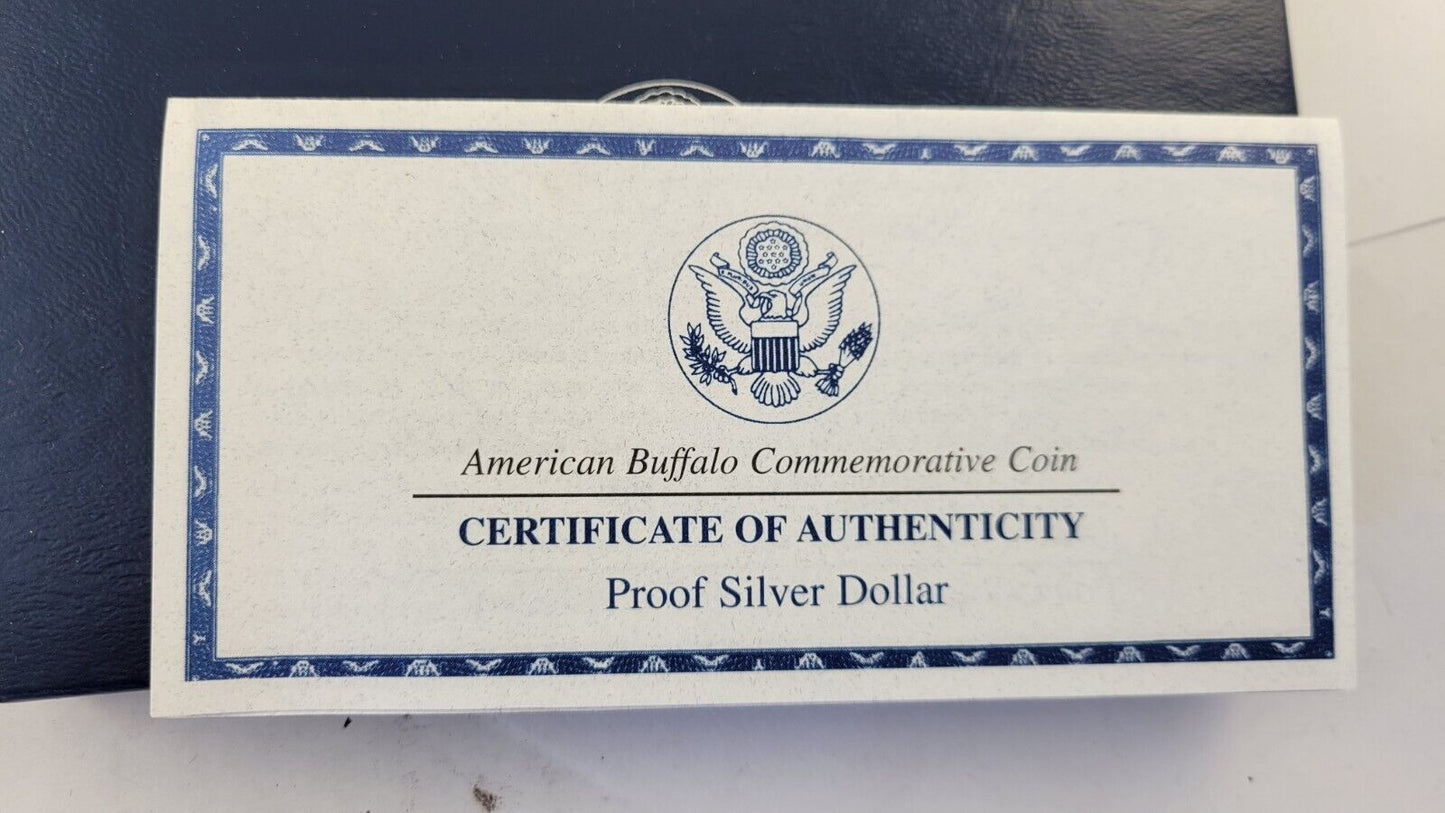 American Buffalo Commemorative Coin
CERTIFICATE OF AUTHENTICITY
Proof Silver Dollar